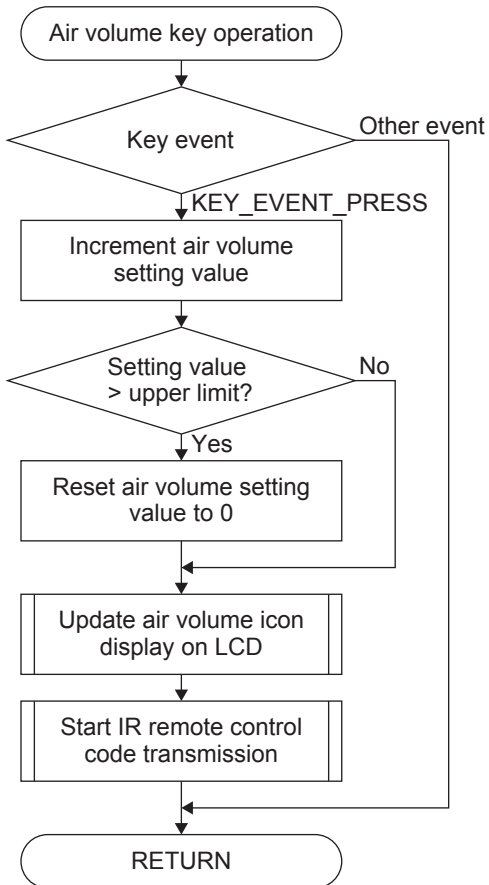 Air volume key operation
Key event
Other event
KEY_EVENT_PRESS
Increment air volume
setting value
Setting value
> upper limit?
No
Yes
Reset air volume setting
value to 0
Update air volume icon
display on LCD
Start IR remote control
code transmission
RETURN